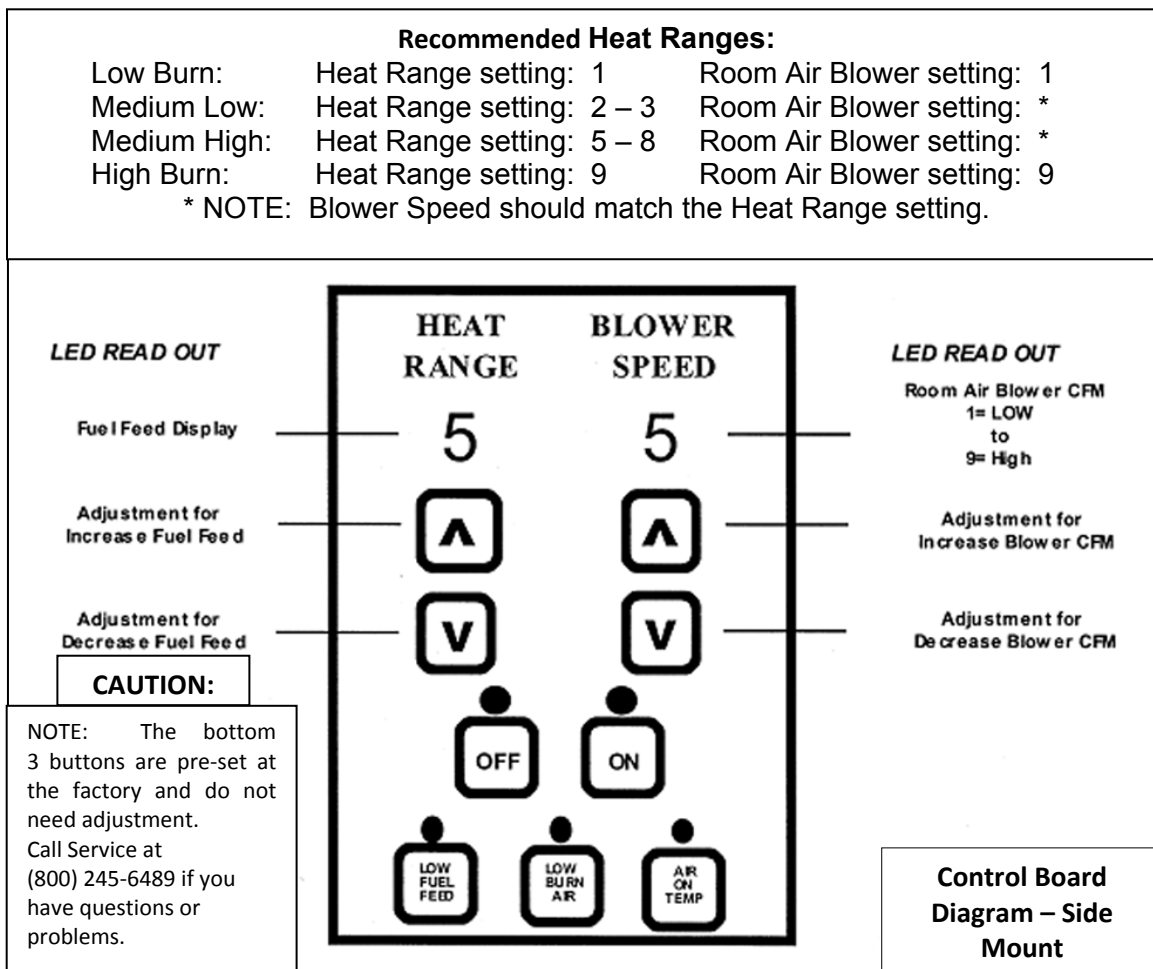 Recommended Heat Ranges:
Low Burn: Heat Range setting: 1 Room Air Blower setting: 1
Medium Low: Heat Range setting: 2 – 3 Room Air Blower setting: *
Medium High: Heat Range setting: 5 – 8 Room Air Blower setting: *
High Burn: Heat Range setting: 9 Room Air Blower setting: 9
* NOTE: Blower Speed should match the Heat Range setting.
LED READ OUT
Fuel Feed Display
Adjustment for
Increase Fuel Feed
Adjustment for
Decrease Fuel Feed
HEAT
RANGE
5
BLOWER
SPEED
5
∧
∧
V
V
OFF
ON
LOW
FUEL
FEED
LOW
BURN
AIR
AIR
ON
TEMP
LED READ OUT
Room Air Blower CFM
1= LOW
to
9= High
Adjustment for
Increase Blower CFM
Adjustment for
Decrease Blower CFM
CAUTION:
NOTE: The bottom
3 buttons are pre-set at
the factory and do not
need adjustment.
Call Service at
(800) 245-6489 if you
have questions or
problems.
Control Board
Diagram – Side
Mount